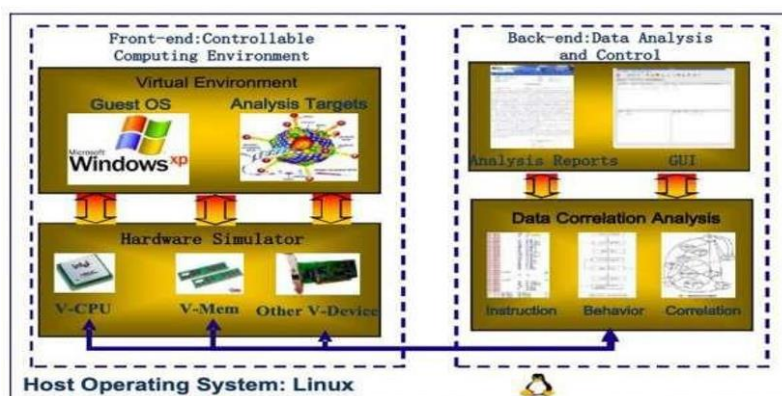 Front-end:Controllable
Computing Environment
Virtual Environment
Guest OS
Analysis Targets
Microsoft
Windows xp
Hardware Simulator
intel
V-CPU
V-Mem
Other V-Device
Back-end:Data Analysis
and Control
Analysis Reports
GUI
Data Correlation Analysis
Instruction
Behavior
Correlation
Host Operating System: Linux